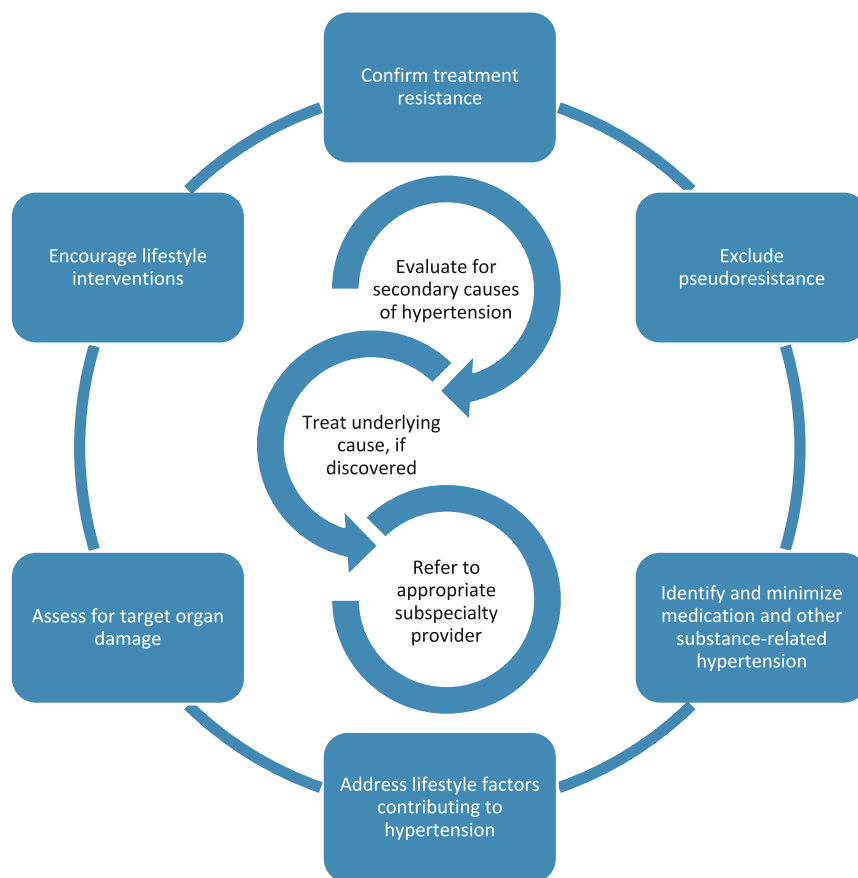 Confirm treatment
resistance
Exclude
pseudoresistance
Identify and minimize
medication and other
substance-related
hypertension
Address lifestyle factors
contributing to
hypertension
Assess for target organ
damage
Encourage lifestyle
interventions
Evaluate for
secondary causes
of hypertension
Treat underlying
cause, if
discovered
Refer to
appropriate
subspecialty
provider